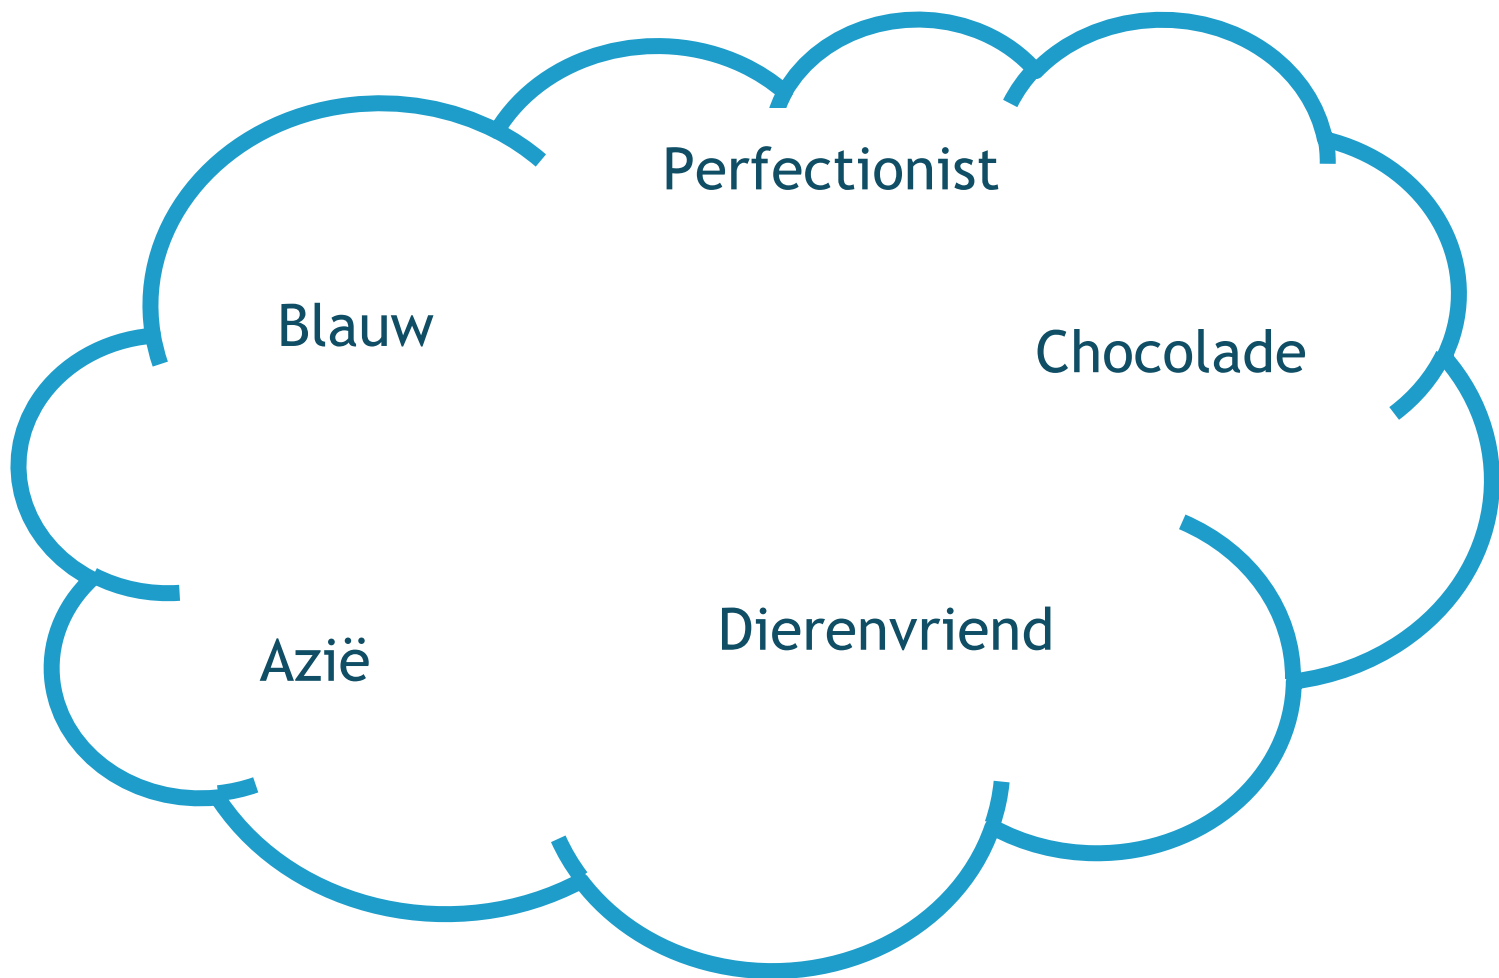 Perfectionist
Blauw
Chocolade
Dierenvriend
Azië